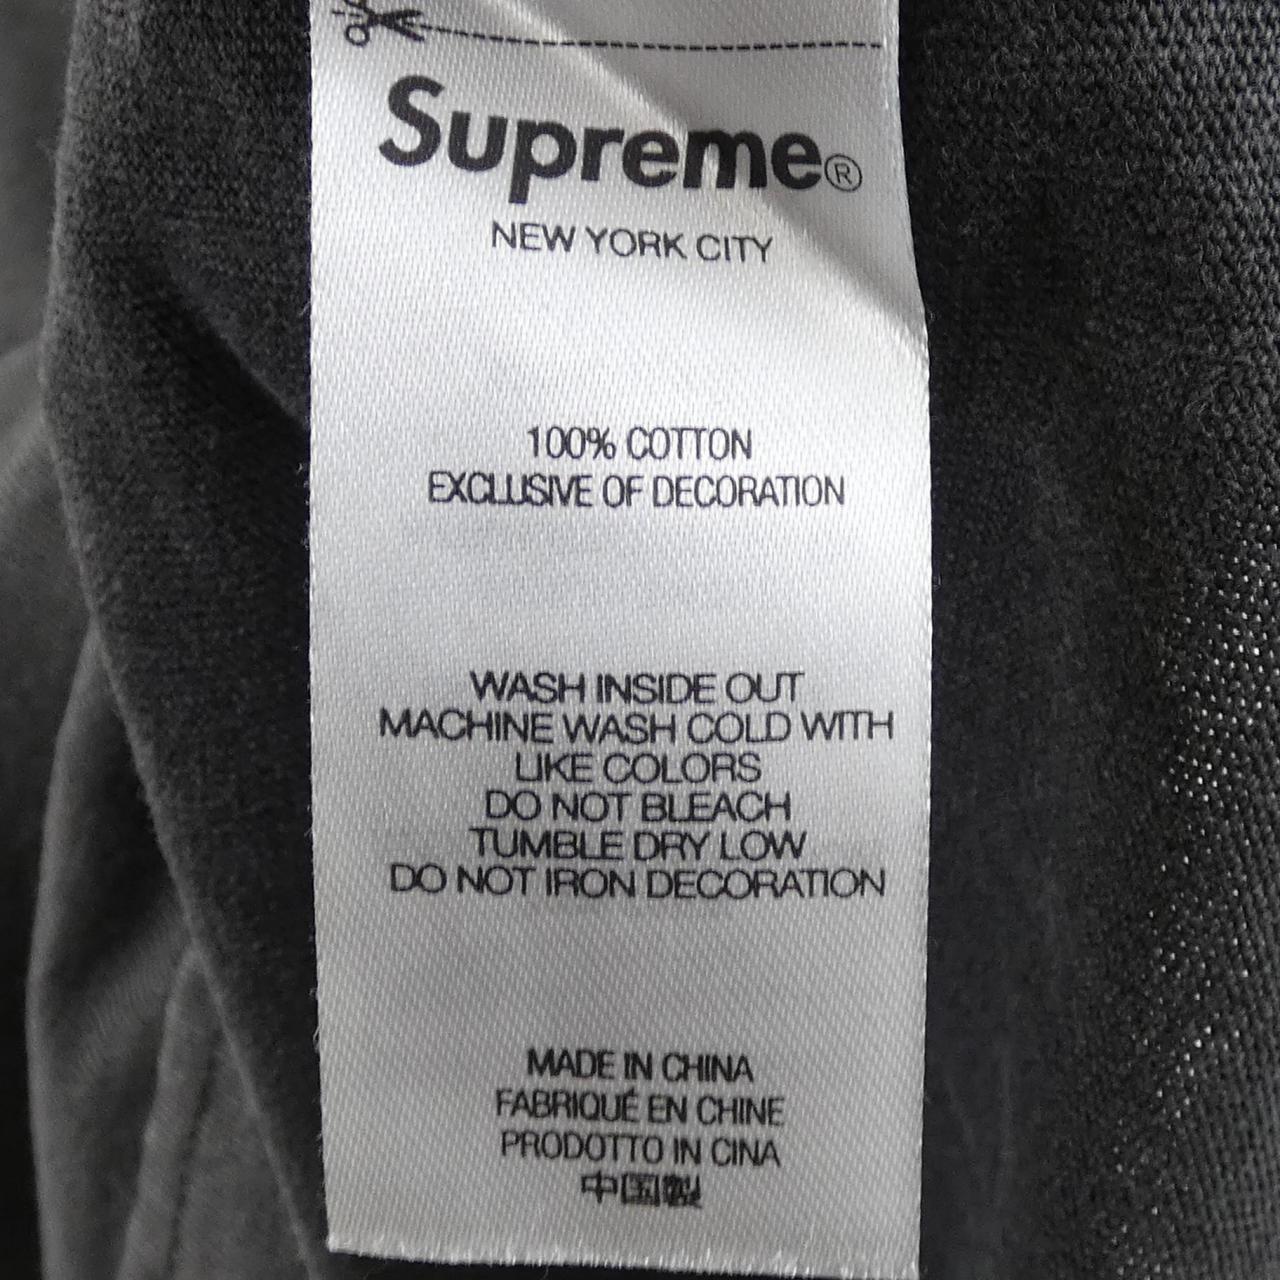 Supreme®
NEW YORK CITY
100% COTTON
EXCLUSIVE OF DECORATION
WASH INSIDE OUT
MACHINE WASH COLD WITH
LIKE COLORS
DO NOT BLEACH
TUMBLE DRY LOW
DO NOT IRON DECORATION
MADE IN CHINA
FABRIQUÉ EN CHINE
PRODOTTO IN CINA
中国製